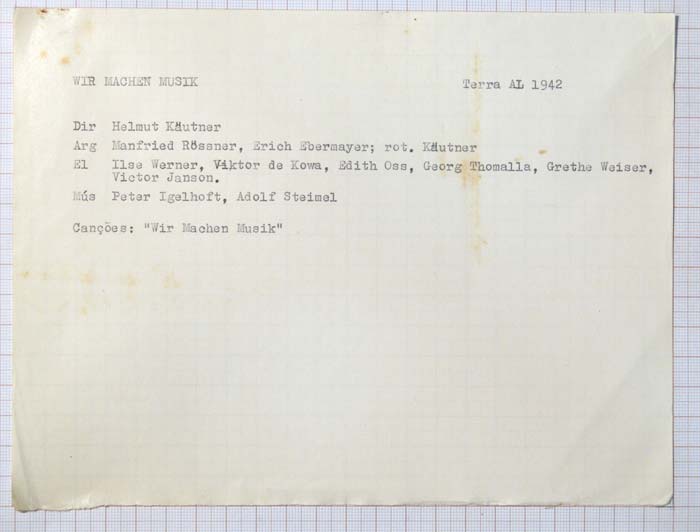 WIR MACHEN MUSIK Terra AL 1942
Dir Helmut Käutner
Arg Manfried Rössner, Erich Ebermayer; rot. Käutner
El Ilse Werner, Viktor de Kowa, Edith Oss, Georg Thomalla, Grethe Weiser,
Victor Janson.
Mús Peter Igelhoft, Adolf Steimel
Canções: "Wir Machen Musik"